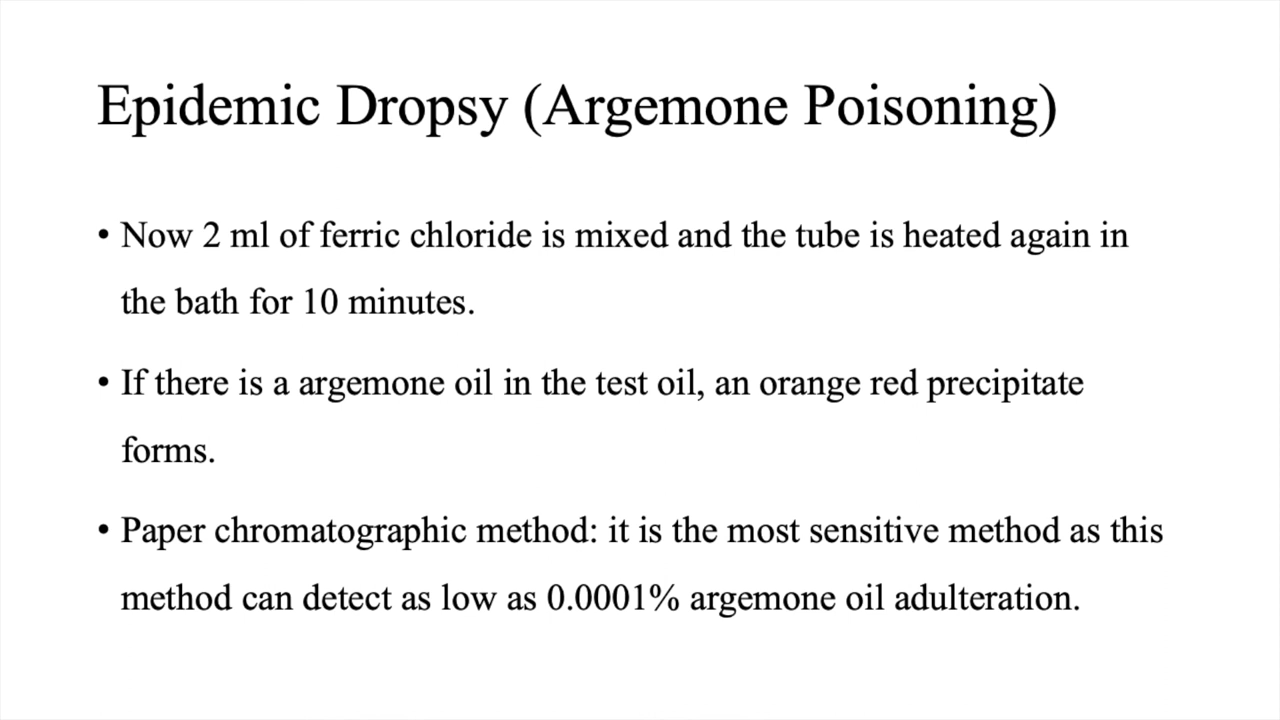 Epidemic Dropsy (Argemone Poisoning)
• Now 2 ml of ferric chloride is mixed and the tube is heated again in
the bath for 10 minutes.
• If there is a argemone oil in the test oil, an orange red precipitate
forms.
• Paper chromatographic method: it is the most sensitive method as this
method can detect as low as 0.0001% argemone oil adulteration.